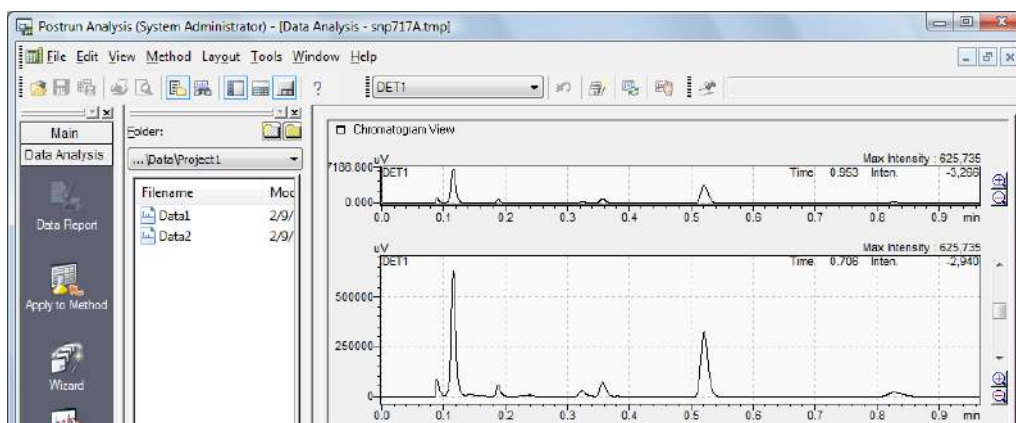 Postrun Analysis (System Administrator) - [Data Analysis - snp717A.tmp]
File Edit View Method Layout Tools Window Help
DET1
Main
Data Analysis
Data Report
Apply to Method
Wizard
Folder:
...\Data\Project1
Filename Mod
Data1 2/9/
Data2 2/9/
Chromatogram View
uV
Max Intensity : 625,735
7186.800
DET1
Time 0.953 Inten. -3,266
0.000
0.0 0.1 0.2 0.3 0.4 0.5 0.6 0.7 0.8 0.9 min
uV
Max Intensity : 625,735
DET1
Time 0.706 Inten. -2,940
500000
250000
0
0.0 0.1 0.2 0.3 0.4 0.5 0.6 0.7 0.8 0.9 min